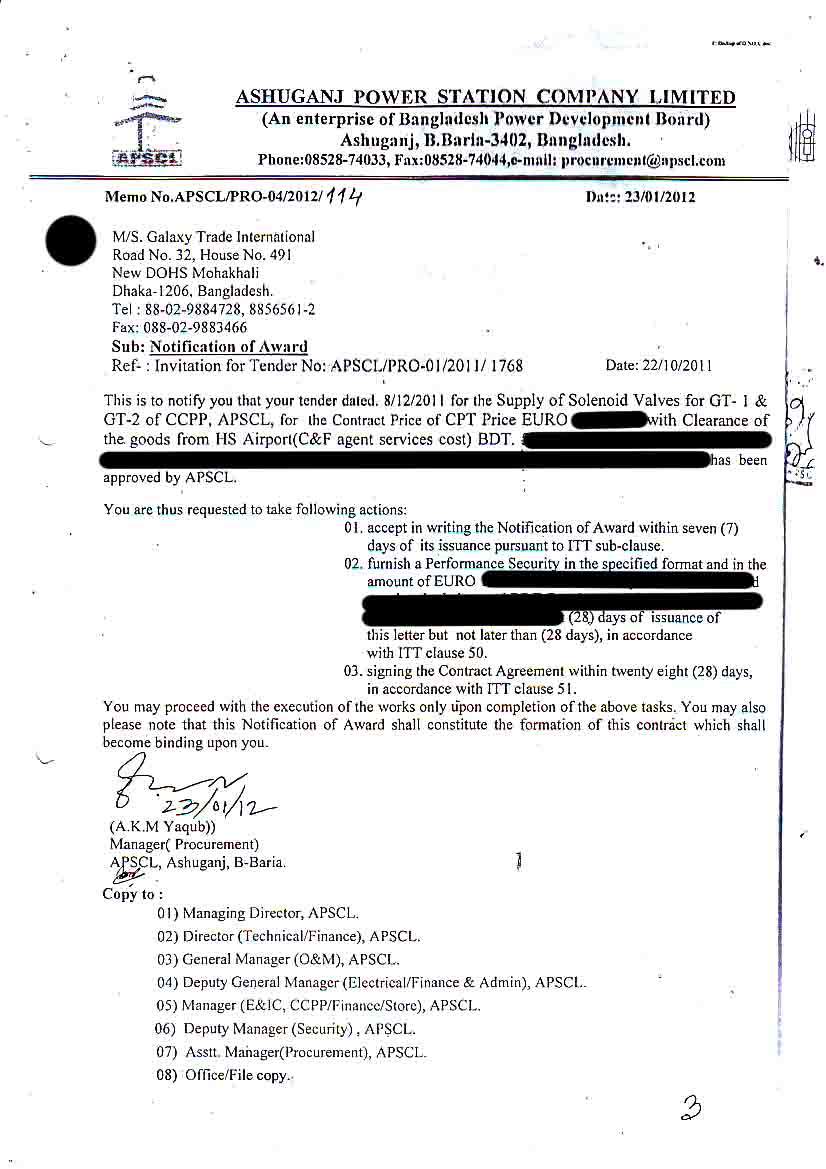 ASHUGANJ POWER STATION COMPANY LIMITED
(An enterprise of Bangladesh Power Development Board)
Ashuganj, B.Baria-3402, Bangladesh.
APSCL
Phone:08528-74033, Fax:08528-74044,e-mail: procurement@apscl.com
Memo No.APSCL/PRO-04/2012/ 114 Date: 23/01/2012
M/S. Galaxy Trade International
Road No. 32, House No. 491
New DOHS Mohakhali
Dhaka-1206, Bangladesh.
Tel : 88-02-9884728, 8856561-2
Fax: 088-02-9883466
Sub: Notification of Award
Ref- : Invitation for Tender No: APSCL/PRO-01/2011/ 1768 Date: 22/10/2011
This is to notify you that your tender dated. 8/12/2011 for the Supply of Solenoid Valves for GT- 1 &
GT-2 of CCPP, APSCL, for the Contract Price of CPT Price EURO with Clearance of
the goods from HS Airport(C&F agent services cost) BDT.
has been
approved by APSCL.
You are thus requested to take following actions:
01. accept in writing the Notification of Award within seven (7)
days of its issuance pursuant to ITT sub-clause.
02. furnish a Performance Security in the specified format and in the
amount of EURO
(28) days of issuance of
this letter but not later than (28 days), in accordance
with ITT clause 50.
03. signing the Contract Agreement within twenty eight (28) days,
in accordance with ITT clause 51.
You may proceed with the execution of the works only upon completion of the above tasks. You may also
please note that this Notification of Award shall constitute the formation of this contract which shall
become binding upon you.
23/01/12
(A.K.M Yaqub))
Manager( Procurement)
APSCL, Ashuganj, B-Baria.
Copy to :
01) Managing Director, APSCL.
02) Director (Technical/Finance), APSCL.
03) General Manager (O&M), APSCL.
04) Deputy General Manager (Electrical/Finance & Admin), APSCL.
05) Manager (E&IC, CCPP/Finance/Store), APSCL.
06) Deputy Manager (Security) , APSCL.
07) Asstt. Manager(Procurement), APSCL.
08) Office/File copy.
3